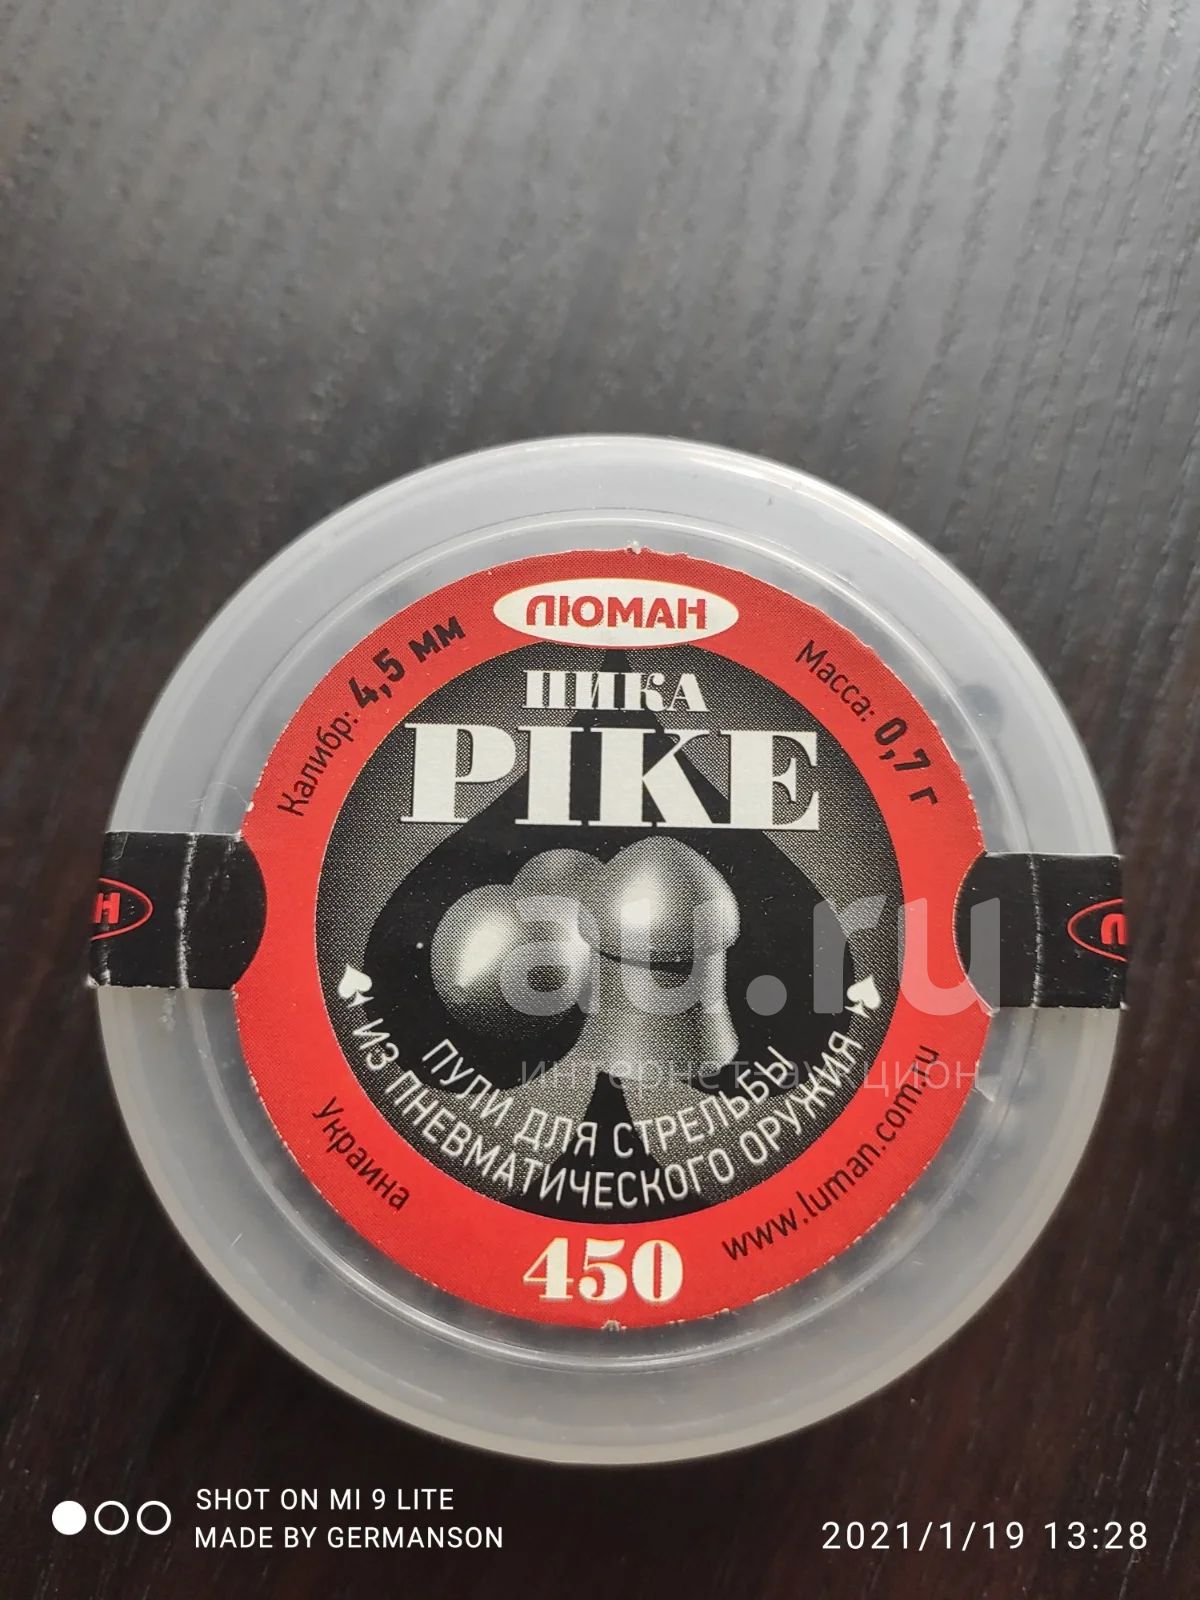 ЛЮМАН
Калибр: 4,5 мм
Масса: 0,7 г
ПИКА
PIKE
Н
Л
au.ru
интернет-аукцион
ПУЛИ ДЛЯ СТРЕЛЬБЫ
ИЗ ПНЕВМАТИЧЕСКОГО ОРУЖИЯ
Украина
www.luman.com.ru
450
SHOT ON MI 9 LITE
MADE BY GERMANSON
2021/1/19 13:28